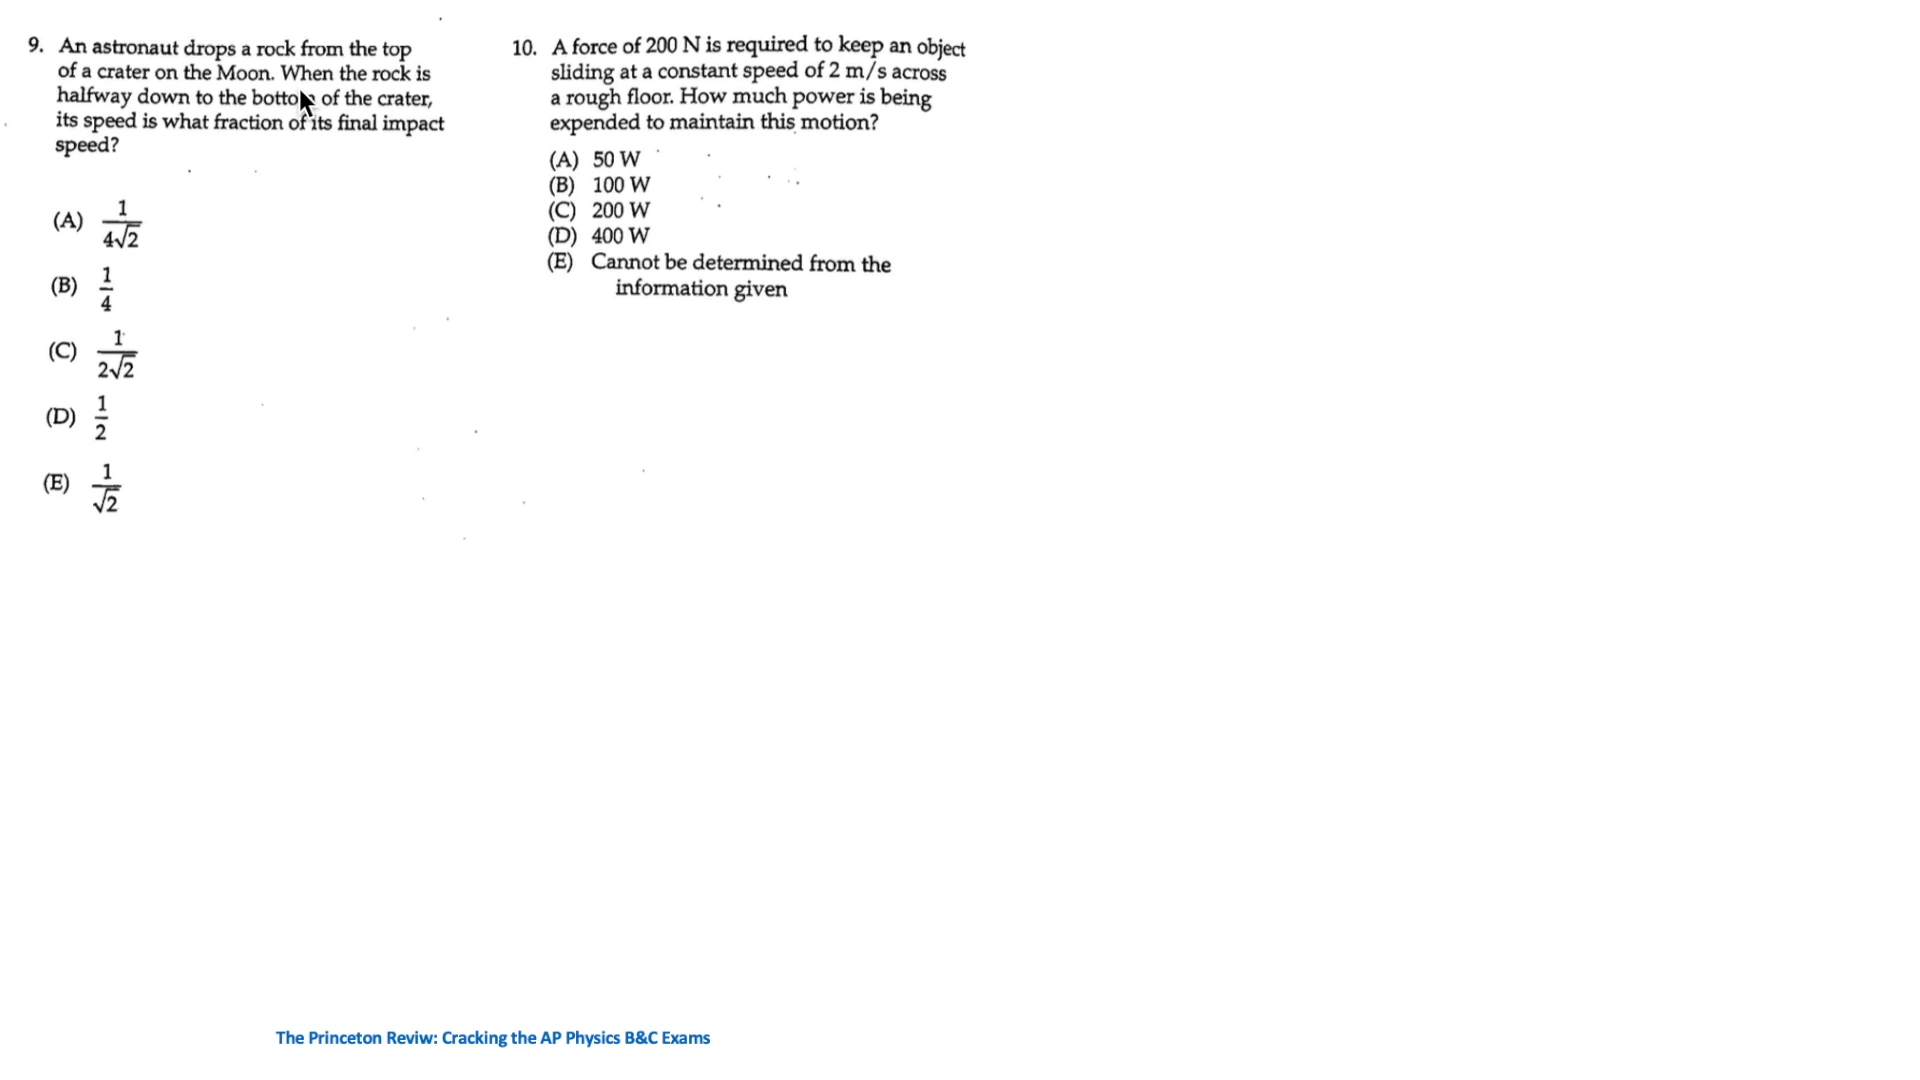 9. An astronaut drops a rock from the top
of a crater on the Moon. When the rock is
halfway down to the bottom of the crater,
its speed is what fraction of its final impact
speed?
(A) 1/(4√2)
(B) 1/4
(C) 1/(2√2)
(D) 1/2
(E) 1/√2
10. A force of 200 N is required to keep an object
sliding at a constant speed of 2 m/s across
a rough floor. How much power is being
expended to maintain this motion?
(A) 50 W
(B) 100 W
(C) 200 W
(D) 400 W
(E) Cannot be determined from the
information given
The Princeton Reviw: Cracking the AP Physics B&C Exams